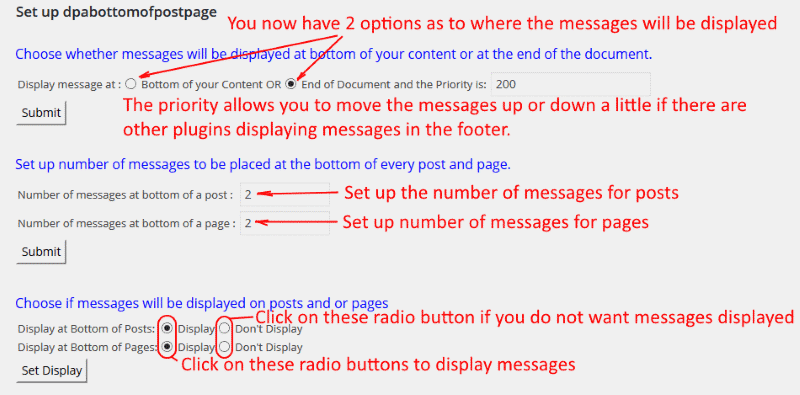 Set up dpabottomofpostpage
You now have 2 options as to where the messages will be displayed
Choose whether messages will be displayed at bottom of your content or at the end of the document.
Display message at : Bottom of your Content OR End of Document and the Priority is: 200
Submit
The priority allows you to move the messages up or down a little if there are
other plugins displaying messages in the footer.
Set up number of messages to be placed at the bottom of every post and page.
Number of messages at bottom of a post : 2
Set up the number of messages for posts
Number of messages at bottom of a page : 2
Set up number of messages for pages
Submit
Choose if messages will be displayed on posts and or pages
Click on these radio button if you do not want messages displayed
Display at Bottom of Posts: Display Don't Display
Display at Bottom of Pages: Display Don't Display
Click on these radio buttons to display messages
Set Display